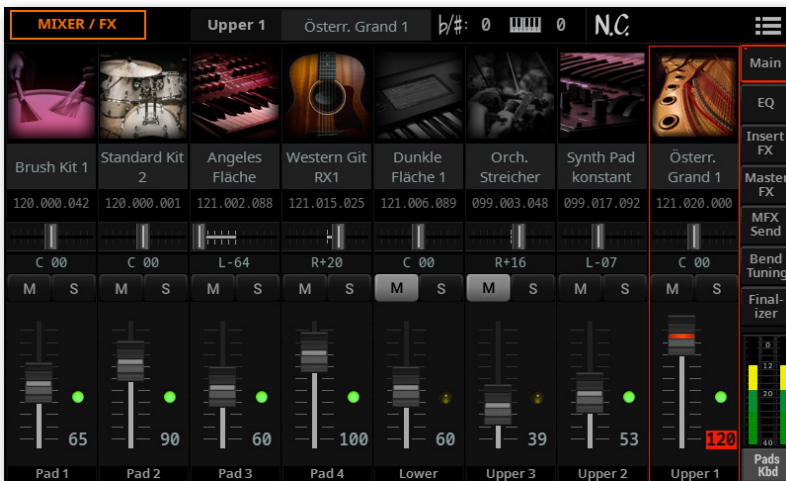 MIXER / FX Upper 1 Österr. Grand 1 ♭/#: 0 0 N.C.
Main
EQ
Insert
FX
Master
FX
MFX
Send
Bend
Tuning
Final-
izer
Brush Kit 1
Standard Kit
2
Angeles
Fläche
Western Git
RX1
Dunkle
Fläche 1
Orch.
Streicher
Synth Pad
konstant
Österr.
Grand 1
120.000.042 120.000.001 121.002.088 121.015.025 121.006.089 099.003.048 099.017.092 121.020.000
C 00 C 00 L-64 R+20 C 00 R+16 L-07 C 00
M S M S M S M S M S M S M S M S
0
12
20
40
65 90 60 100 60 39 53 120
Pad 1 Pad 2 Pad 3 Pad 4 Lower Upper 3 Upper 2 Upper 1
Pads
Kbd